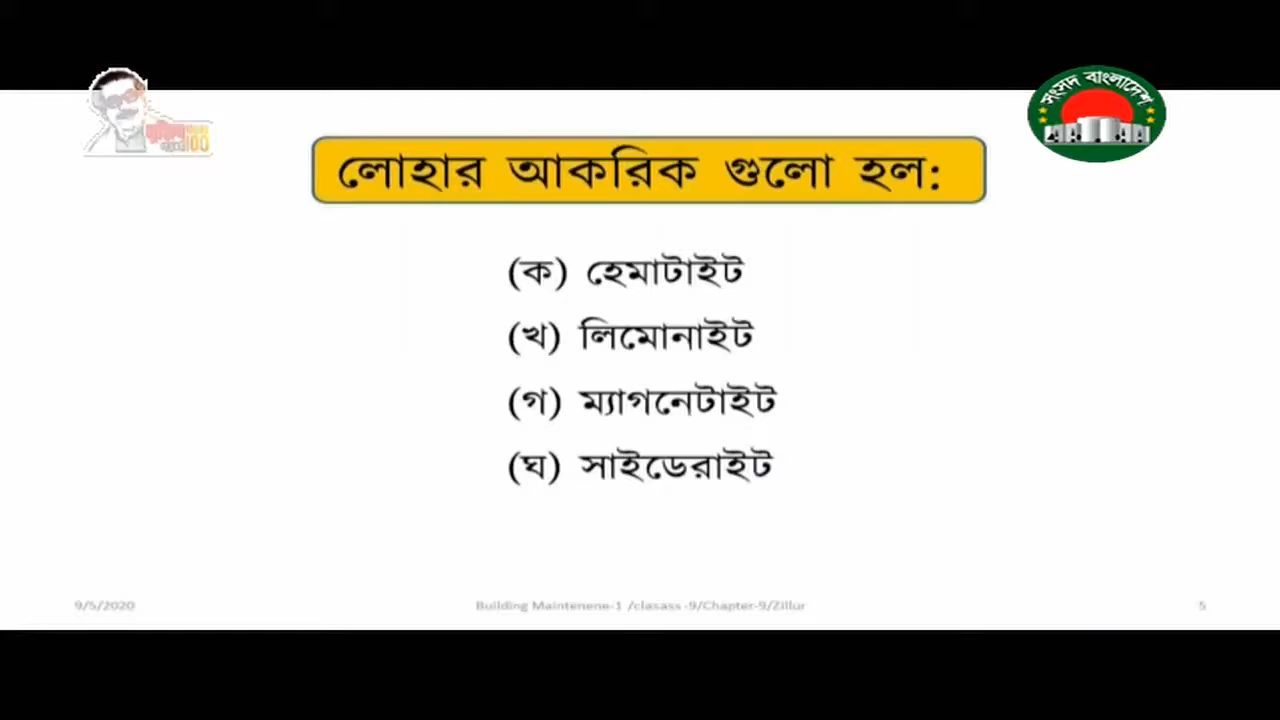 সংসদ বাংলাদেশ
লোহার আকরিক গুলো হল:
(ক) হেমাটাইট
(খ) লিমোনাইট
(গ) ম্যাগনেটাইট
(ঘ) সাইডেরাইট
9/5/2020
Building Maintenene-1 /clasass -9/Chapter-9/Zillur
5